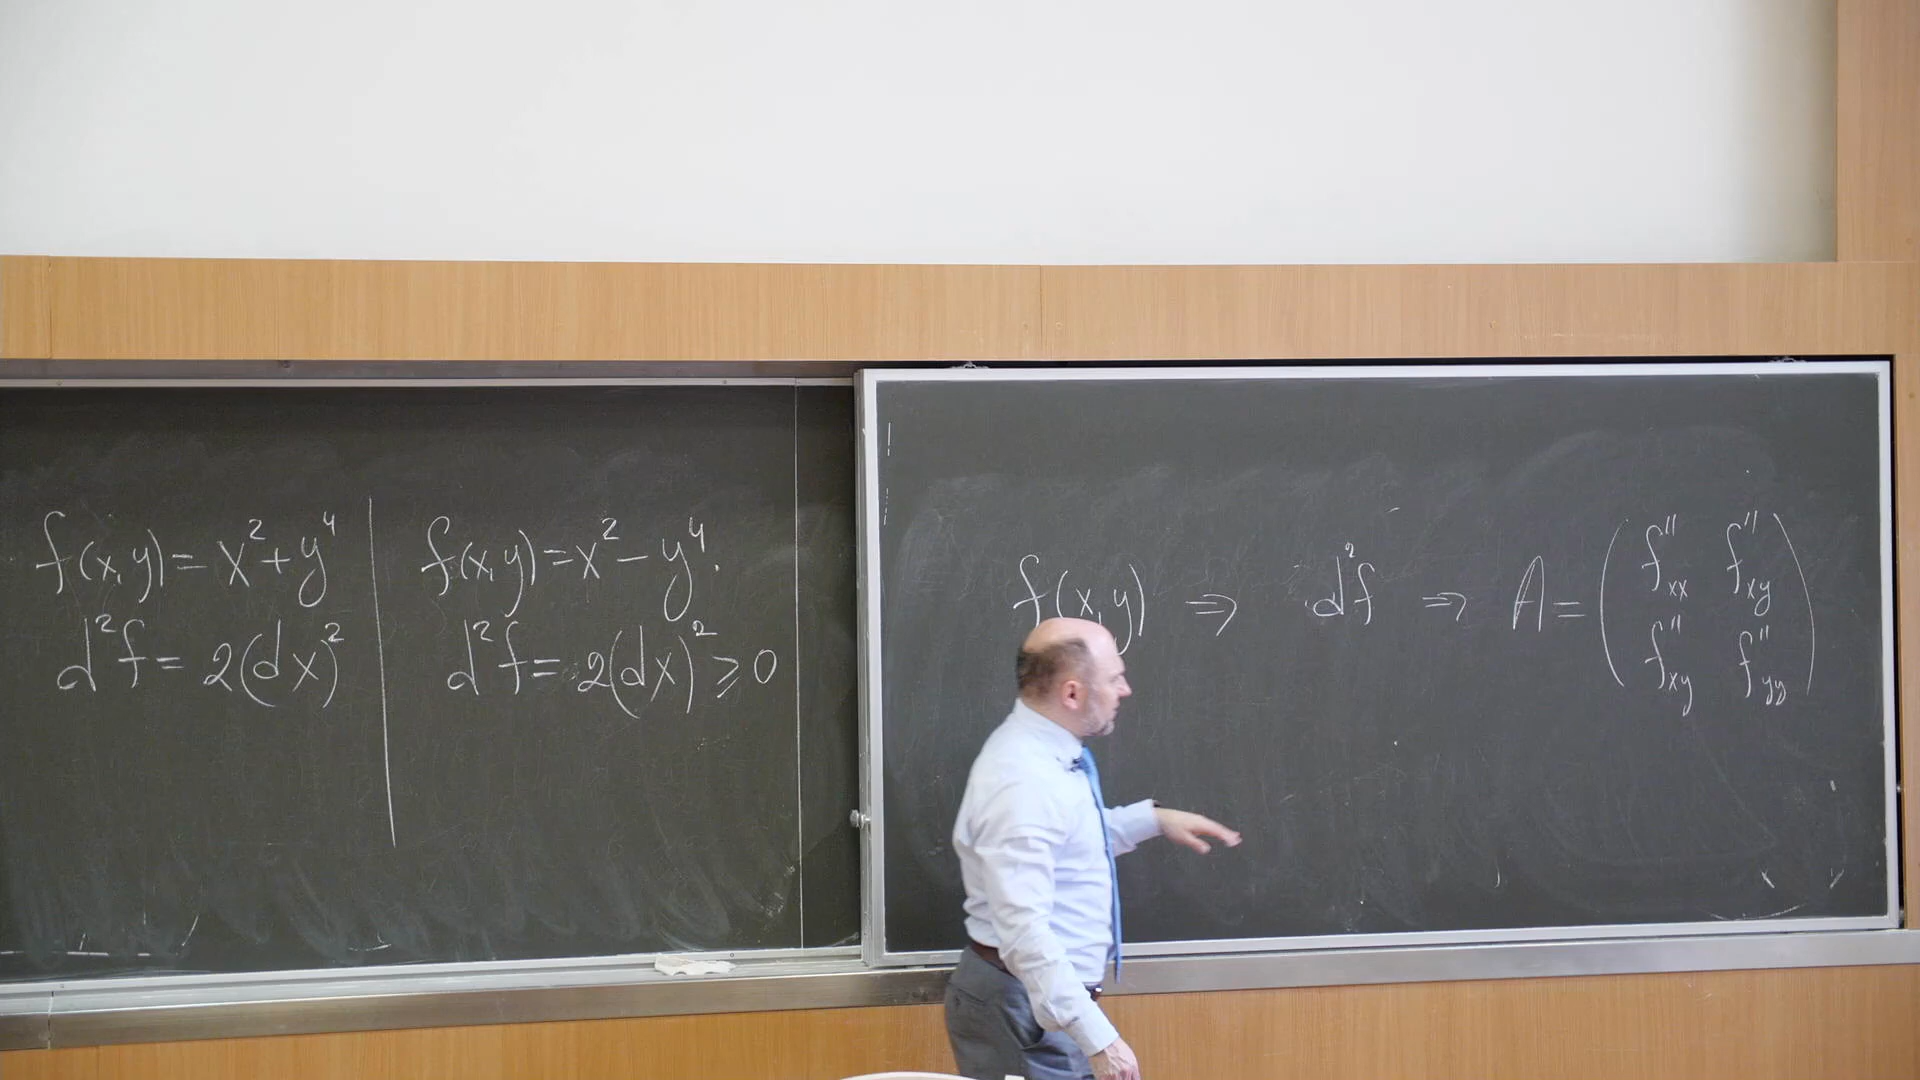 f(x,y)=x²+y⁴
d²f=2(dx)²
f(x,y)=x²-y⁴.
d²f=2(dx)²⩾0
f(x,y) ⇒ d²f ⇒ A=(f''xx f''xy
f''xy f''yy)